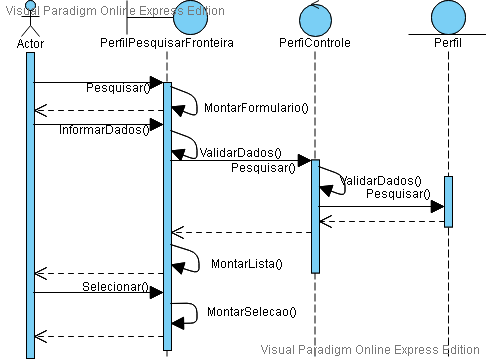 Visual Paradigm Online Express Edition
Actor
PerfilPesquisarFronteira
PerfiControle
Perfil
Pesquisar()
MontarFormulario()
InformarDados()
ValidarDados()
Pesquisar()
ValidarDados()
Pesquisar()
MontarLista()
Selecionar()
MontarSelecao()
Visual Paradigm Online Express Edition